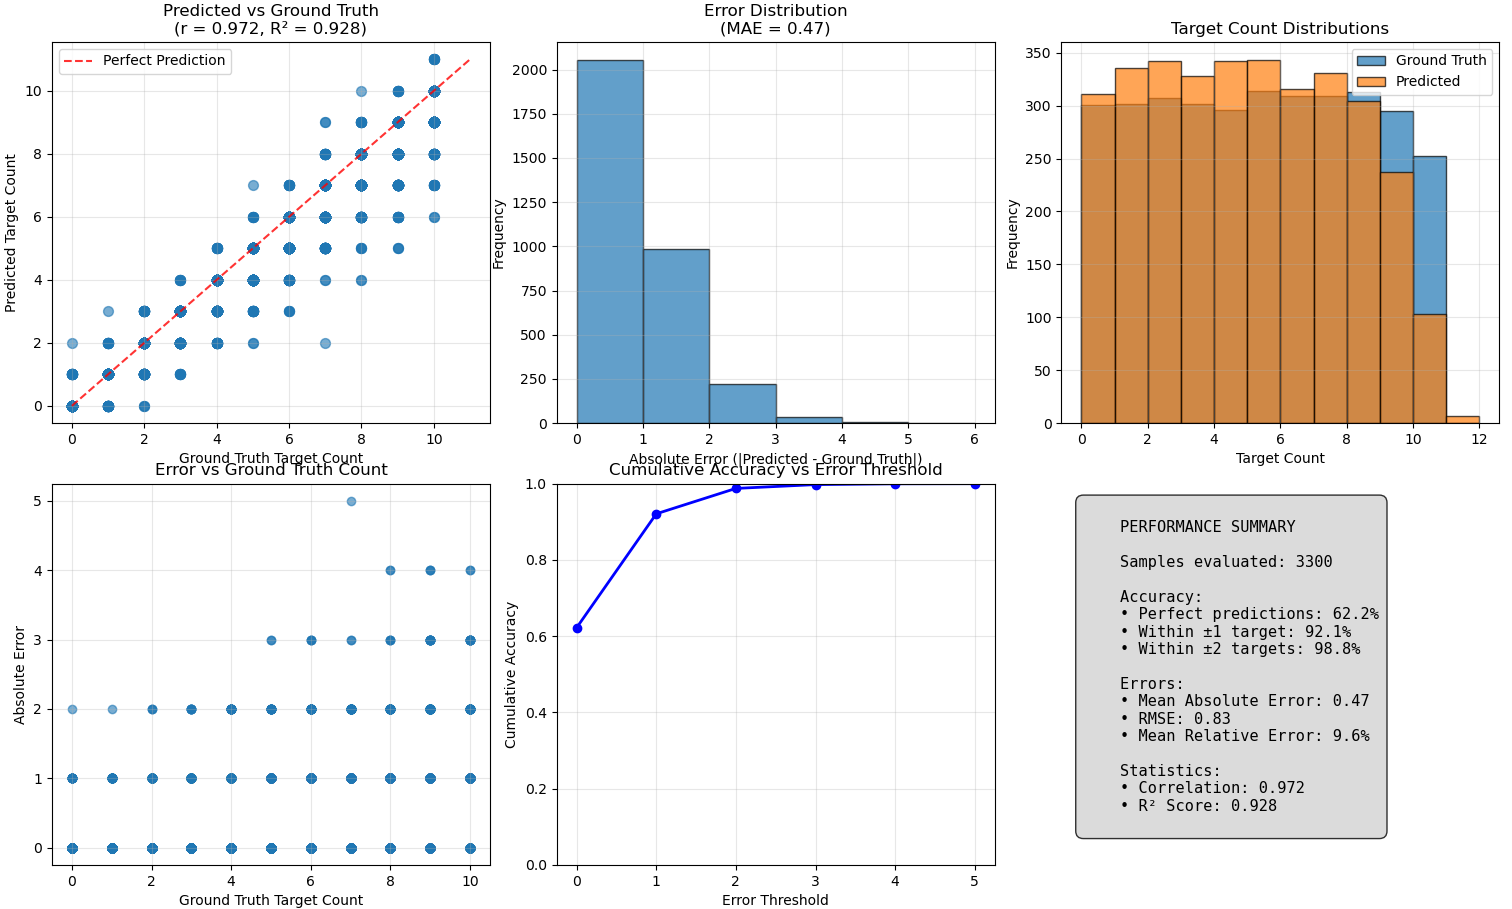 Predicted vs Ground Truth
(r = 0.972, R² = 0.928)
Perfect Prediction
Predicted Target Count
10
8
6
4
2
0
0 2 4 6 8 10
Ground Truth Target Count
Error Distribution
(MAE = 0.47)
Frequency
2000
1750
1500
1250
1000
750
500
250
0
0 1 2 3 4 5 6
Absolute Error (|Predicted - Ground Truth|)
Target Count Distributions
Ground Truth
Predicted
Frequency
350
300
250
200
150
100
50
0
0 2 4 6 8 10 12
Target Count
Error vs Ground Truth Count
Absolute Error
5
4
3
2
1
0
0 2 4 6 8 10
Ground Truth Target Count
Cumulative Accuracy vs Error Threshold
Cumulative Accuracy
1.0
0.8
0.6
0.4
0.2
0.0
0 1 2 3 4 5
Error Threshold
PERFORMANCE SUMMARY
Samples evaluated: 3300
Accuracy:
• Perfect predictions: 62.2%
• Within ±1 target: 92.1%
• Within ±2 targets: 98.8%
Errors:
• Mean Absolute Error: 0.47
• RMSE: 0.83
• Mean Relative Error: 9.6%
Statistics:
• Correlation: 0.972
• R² Score: 0.928